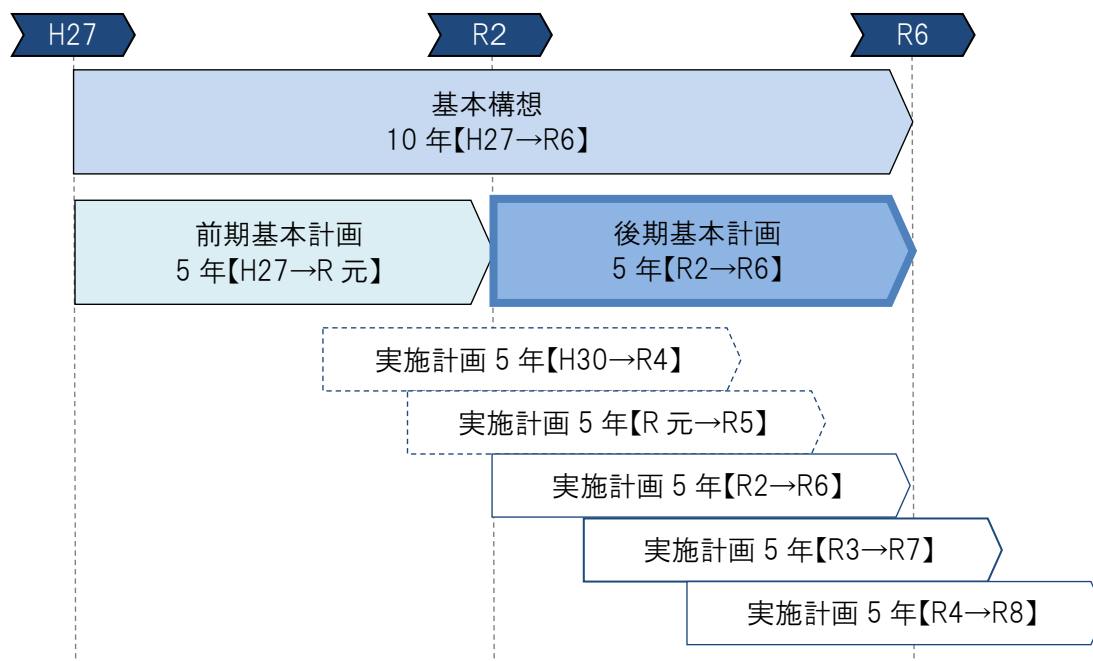 H27
R2
R6
基本構想
10 年【H27→R6】
前期基本計画
5 年【H27→R 元】
後期基本計画
5 年【R2→R6】
実施計画 5 年【H30→R4】
実施計画 5 年【R 元→R5】
実施計画 5 年【R2→R6】
実施計画 5 年【R3→R7】
実施計画 5 年【R4→R8】